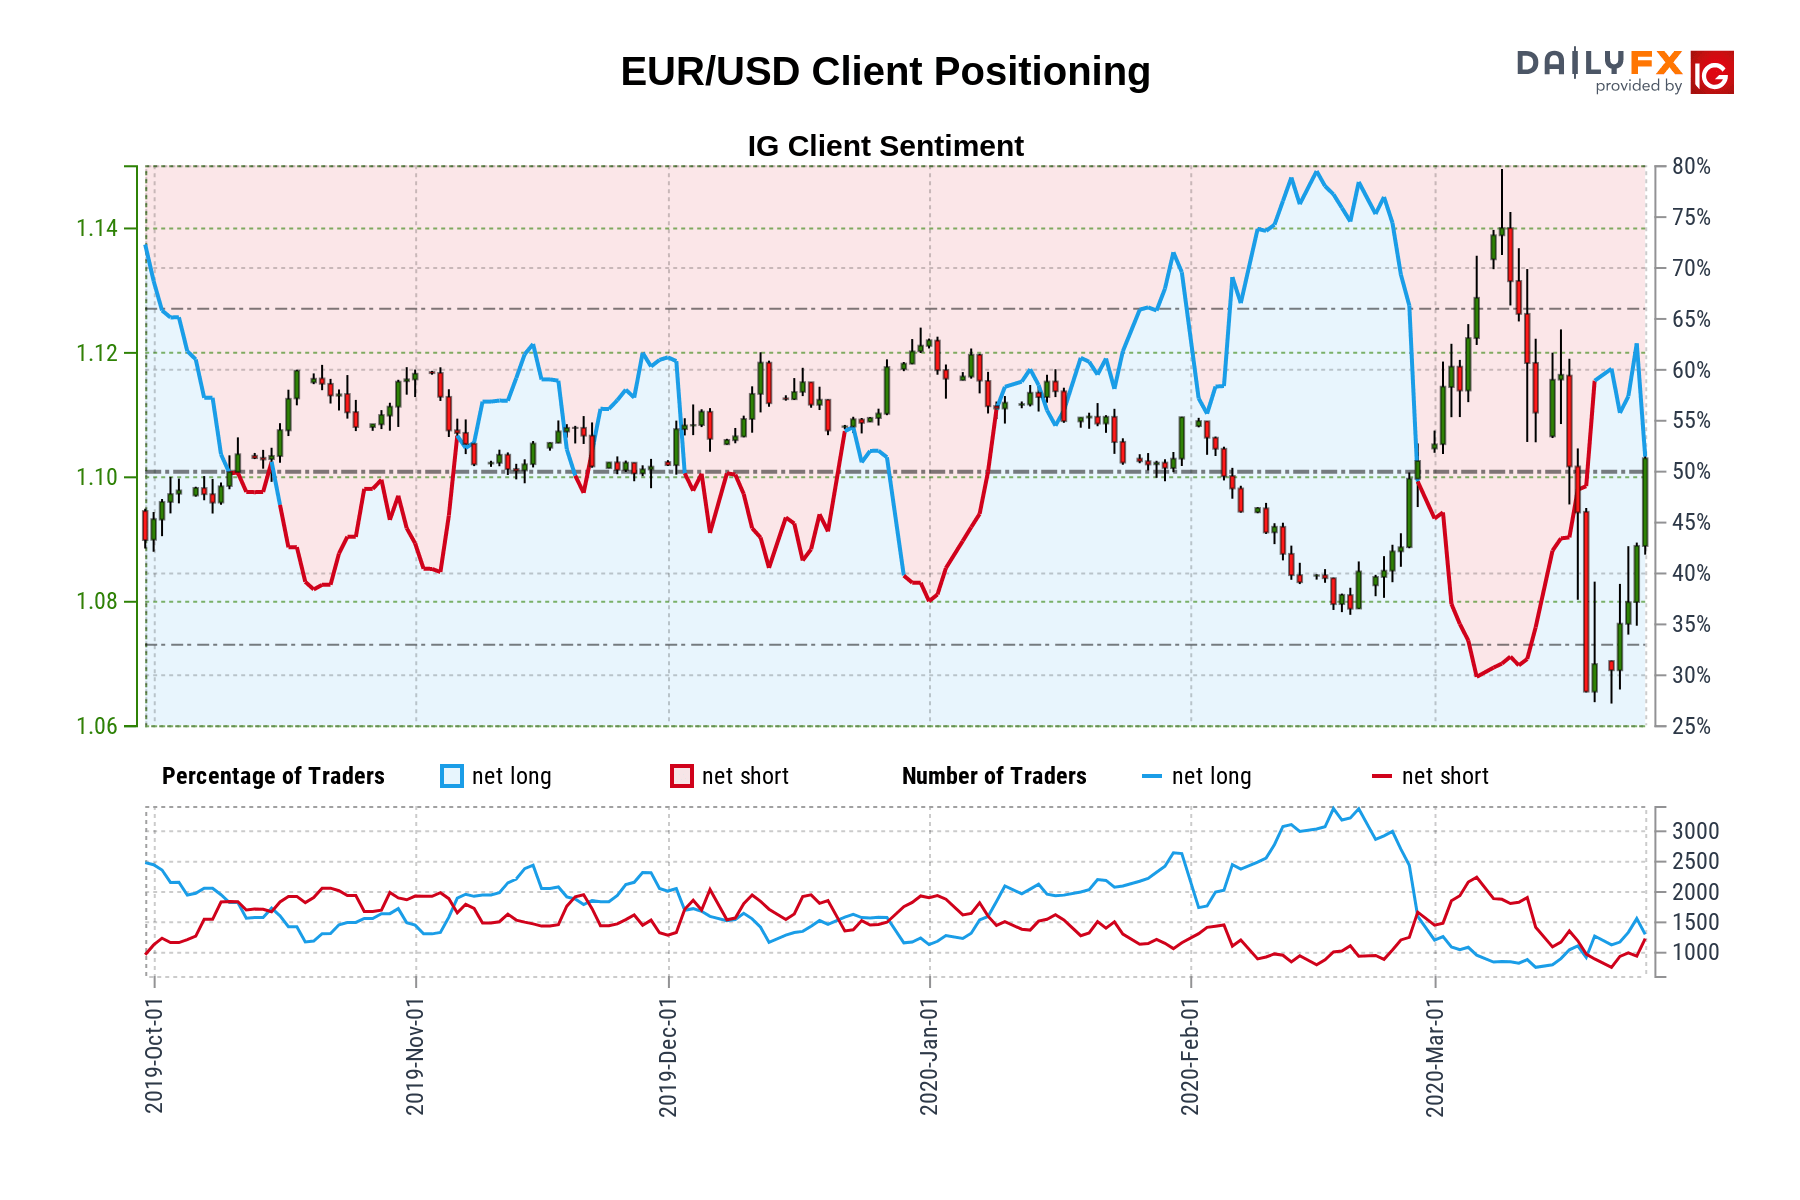 EUR/USD Client Positioning
DAILYFX
provided by IG
IG Client Sentiment
1.14
1.12
1.10
1.08
1.06
80%
75%
70%
65%
60%
55%
50%
45%
40%
35%
30%
25%
Percentage of Traders net long net short Number of Traders net long net short
3000
2500
2000
1500
1000
2019-Oct-01
2019-Nov-01
2019-Dec-01
2020-Jan-01
2020-Feb-01
2020-Mar-01